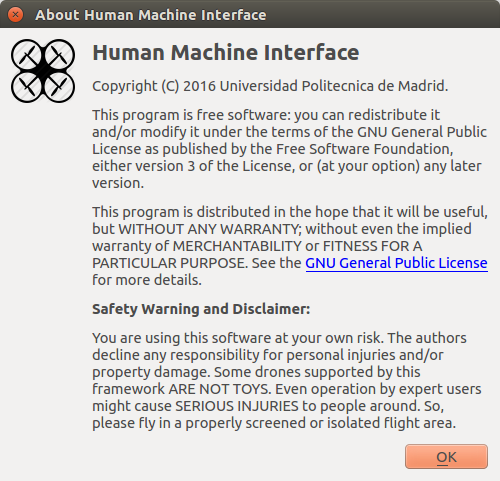 About Human Machine Interface
Human Machine Interface
Copyright (C) 2016 Universidad Politecnica de Madrid.
This program is free software: you can redistribute it
and/or modify it under the terms of the GNU General Public
License as published by the Free Software Foundation,
either version 3 of the License, or (at your option) any later
version.
This program is distributed in the hope that it will be useful,
but WITHOUT ANY WARRANTY; without even the implied
warranty of MERCHANTABILITY or FITNESS FOR A
PARTICULAR PURPOSE. See the GNU General Public License
for more details.
Safety Warning and Disclaimer:
You are using this software at your own risk. The authors
decline any responsibility for personal injuries and/or
property damage. Some drones supported by this
framework ARE NOT TOYS. Even operation by expert users
might cause SERIOUS INJURIES to people around. So,
please fly in a properly screened or isolated flight area.
OK